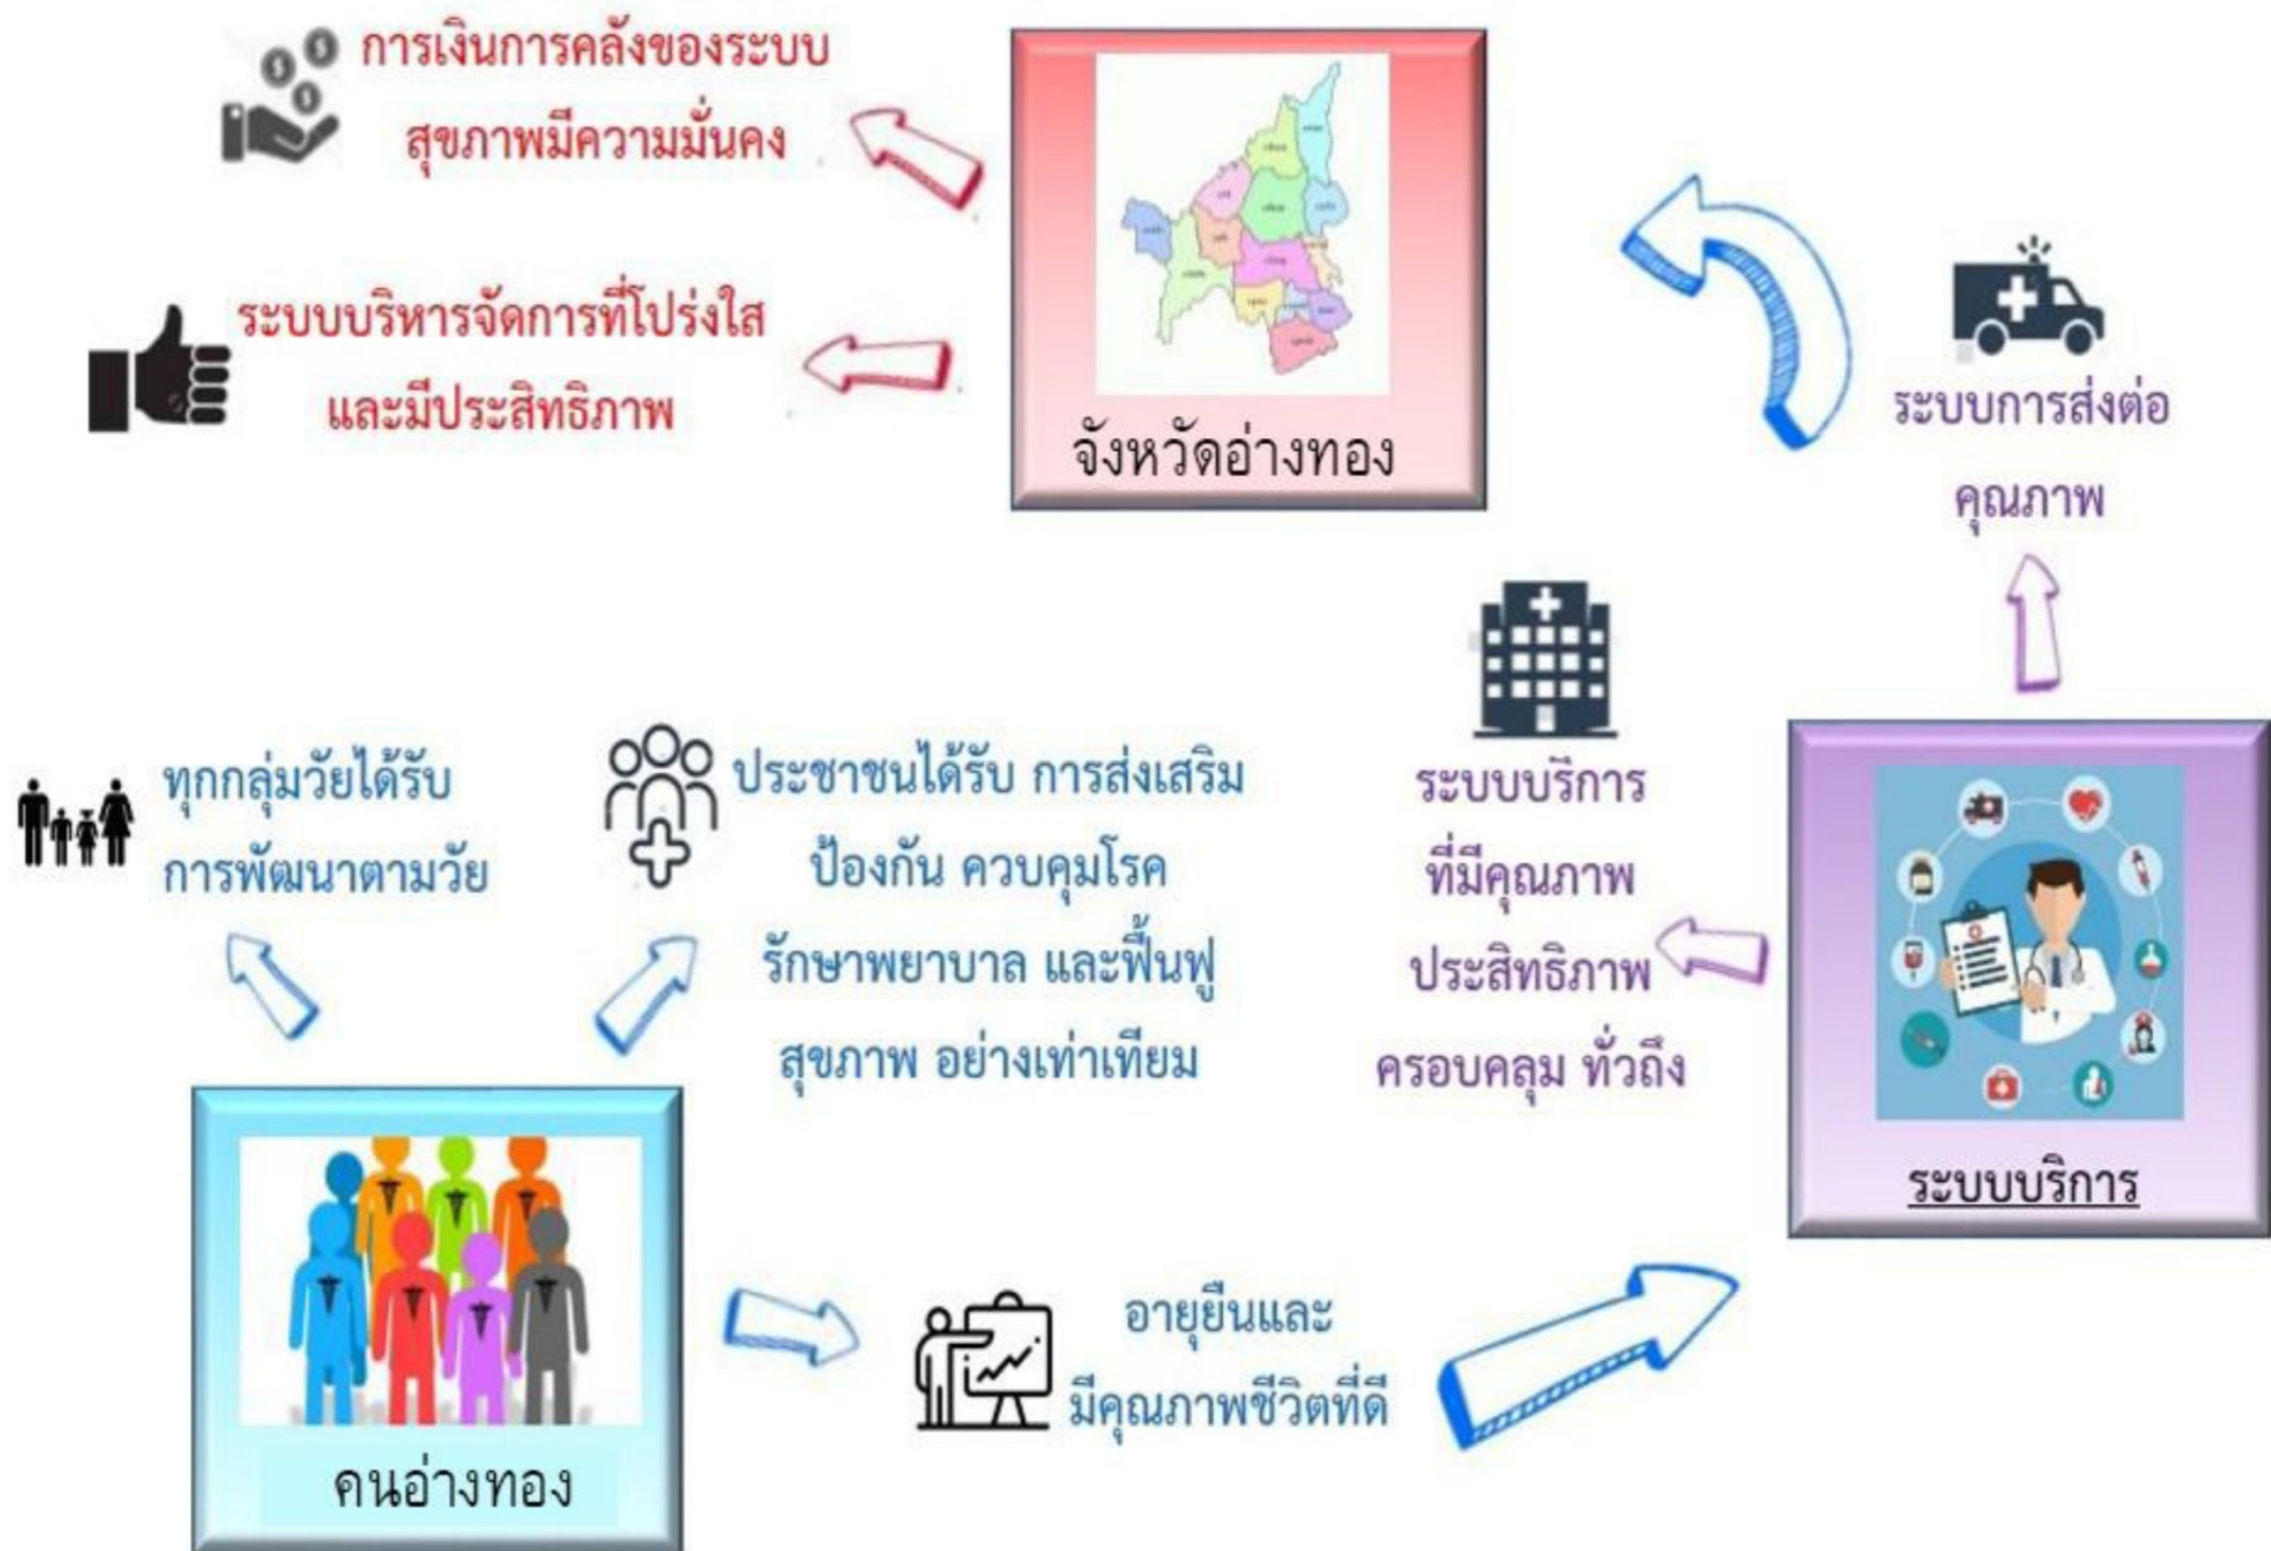 การเงินการคลังของระบบ
สุขภาพมีความมั่นคง
ระบบบริหารจัดการที่โปร่งใส
และมีประสิทธิภาพ
จังหวัดอ่างทอง
ระบบการส่งต่อ
คุณภาพ
ทุกกลุ่มวัยได้รับ
การพัฒนาตามวัย
ประชาชนได้รับ การส่งเสริม
ป้องกัน ควบคุมโรค
รักษาพยาบาล และฟื้นฟู
สุขภาพ อย่างเท่าเทียม
ระบบบริการ
ที่มีคุณภาพ
ประสิทธิภาพ
ครอบคลุม ทั่วถึง
ระบบบริการ
คนอ่างทอง
อายุยืนและ
มีคุณภาพชีวิตที่ดี